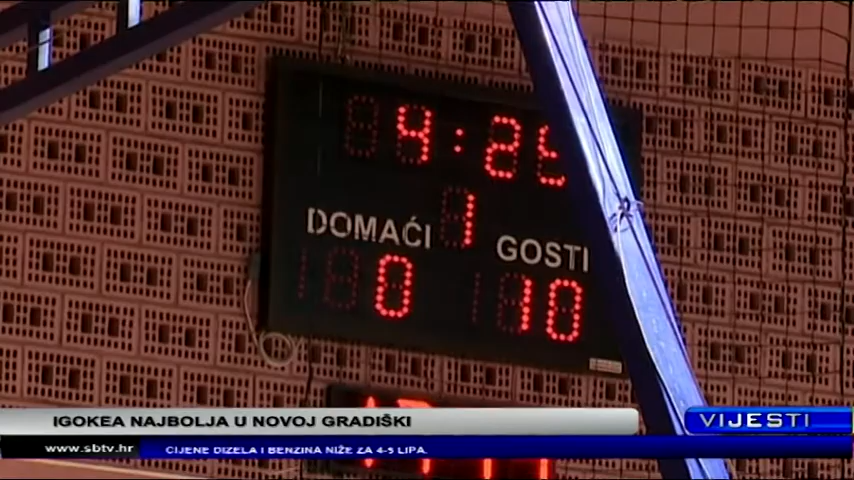 4:2
1
DOMAĆI GOSTI
0 10
IGOKEA NAJBOLJA U NOVOJ GRADIŠKI
VIJESTI
www.sbtv.hr CIJENE DIZELA I BENZINA NIŽE ZA 4-5 LIPA.